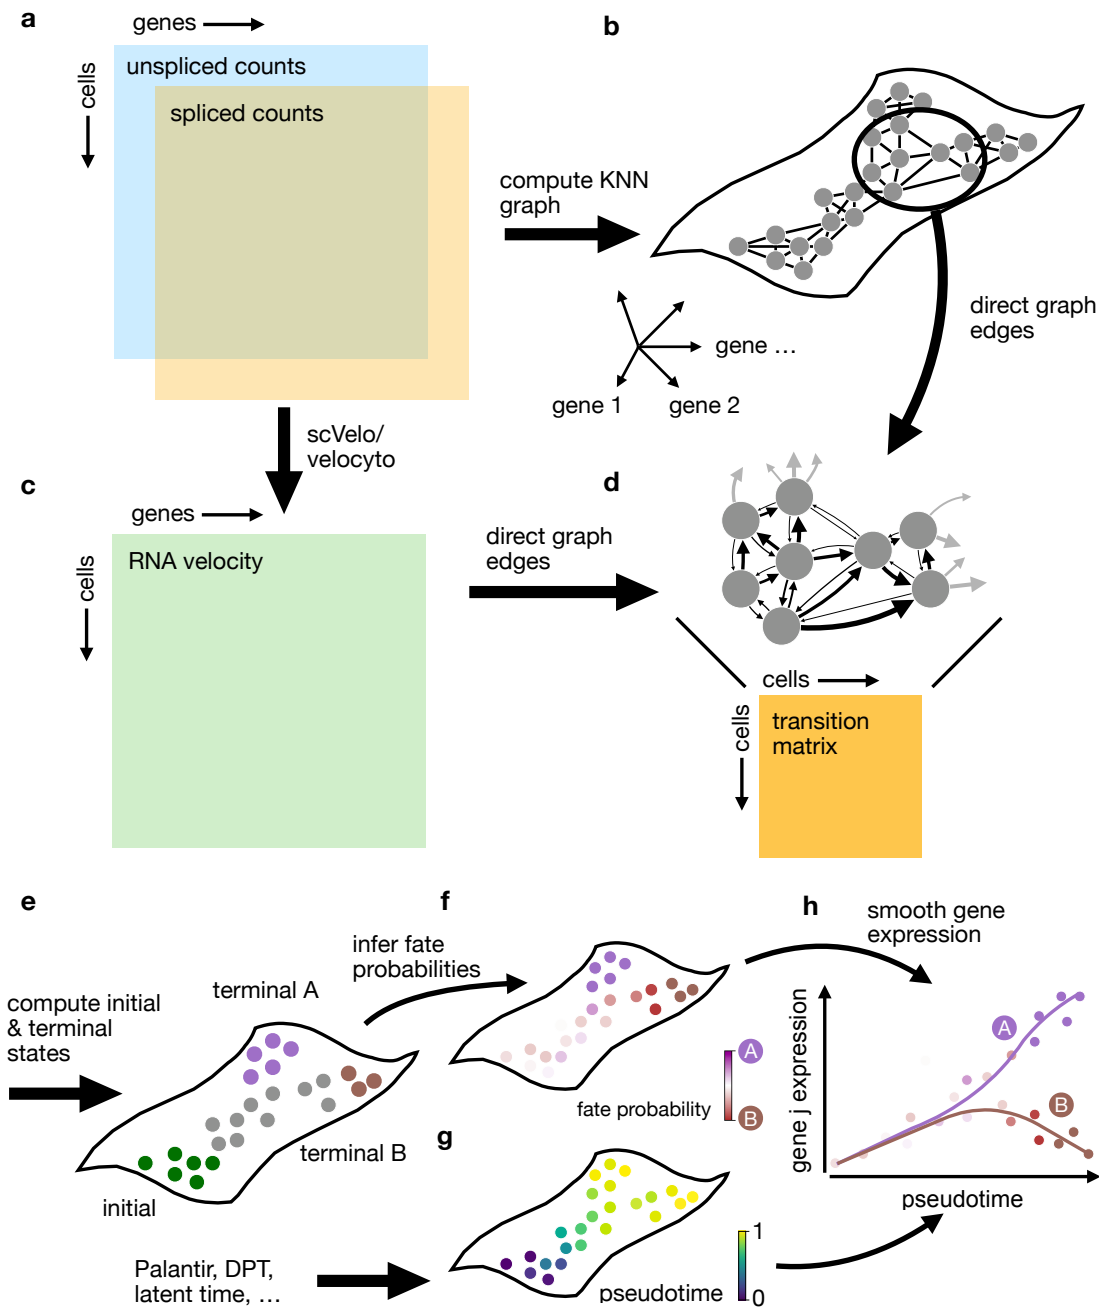 a
genes
cells
unspliced counts
spliced counts
b
compute KNN
graph
gene …
gene 1
gene 2
direct graph
edges
scVelo/
velocyto
c
genes
cells
RNA velocity
direct graph
edges
d
cells
cells
transition
matrix
e
compute initial
& terminal
states
terminal A
terminal B
initial
infer fate
probabilities
f
A
fate probability
B
g
Palantir, DPT,
latent time, …
1
pseudotime
0
h
smooth gene
expression
gene j expression
A
B
pseudotime